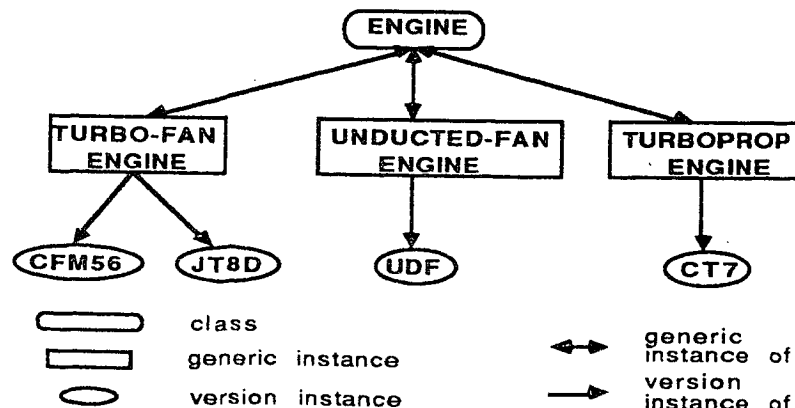 ENGINE
TURBO-FAN
ENGINE
UNDUCTED-FAN
ENGINE
TURBOPROP
ENGINE
CFM56
JT8D
UDF
CT7
class
generic instance
version instance
generic
instance of
version
instance of